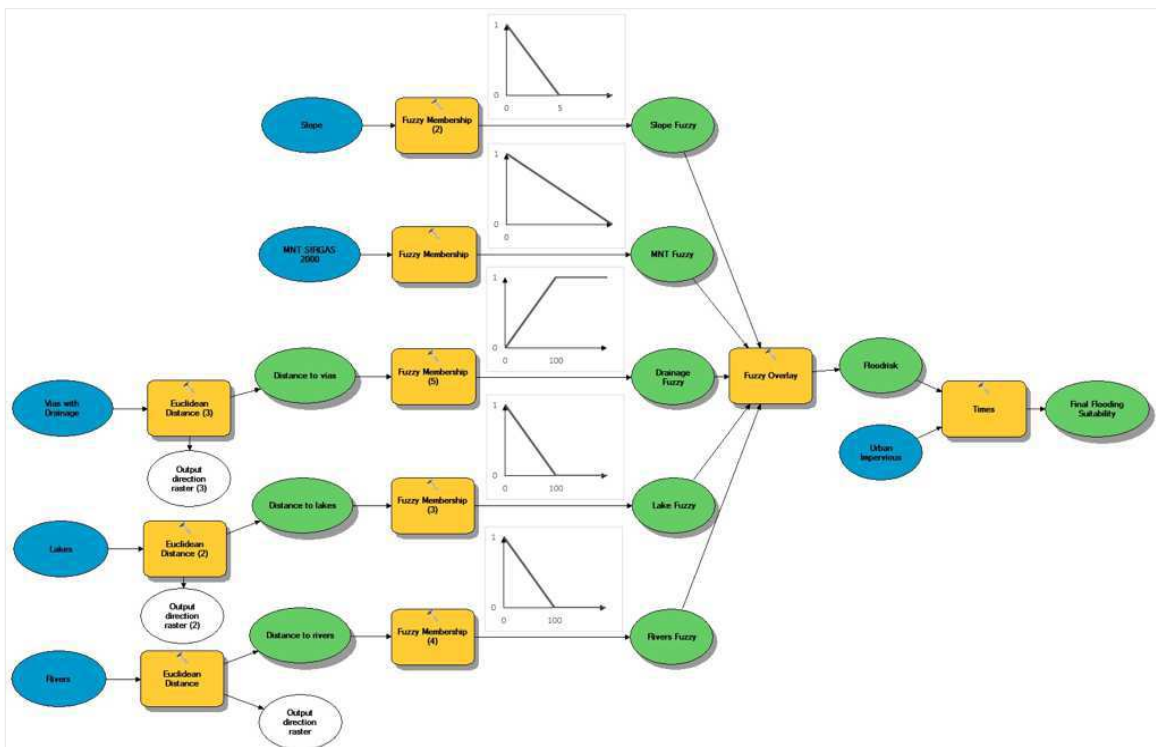 1
0
0
5
Slope
Fuzzy Membership
(2)
Slope Fuzzy
1
0
0
MNT SIRGAS
2000
Fuzzy Membership
MNT Fuzzy
1
0
0
100
Vias with
Drainage
Euclidean
Distance (3)
Distance to vias
Fuzzy Membership
(5)
Drainage
Fuzzy
Fuzzy Overlay
Floodrisk
Times
Final Flooding
Suitability
Urban
Impervious
Output
direction
raster (3)
1
0
0
100
Lakes
Euclidean
Distance (2)
Distance to lakes
Fuzzy Membership
(3)
Lake Fuzzy
Output
direction
raster (2)
1
0
0
100
Rivers
Euclidean
Distance
Distance to rivers
Fuzzy Membership
(4)
Rivers Fuzzy
Output
direction
raster